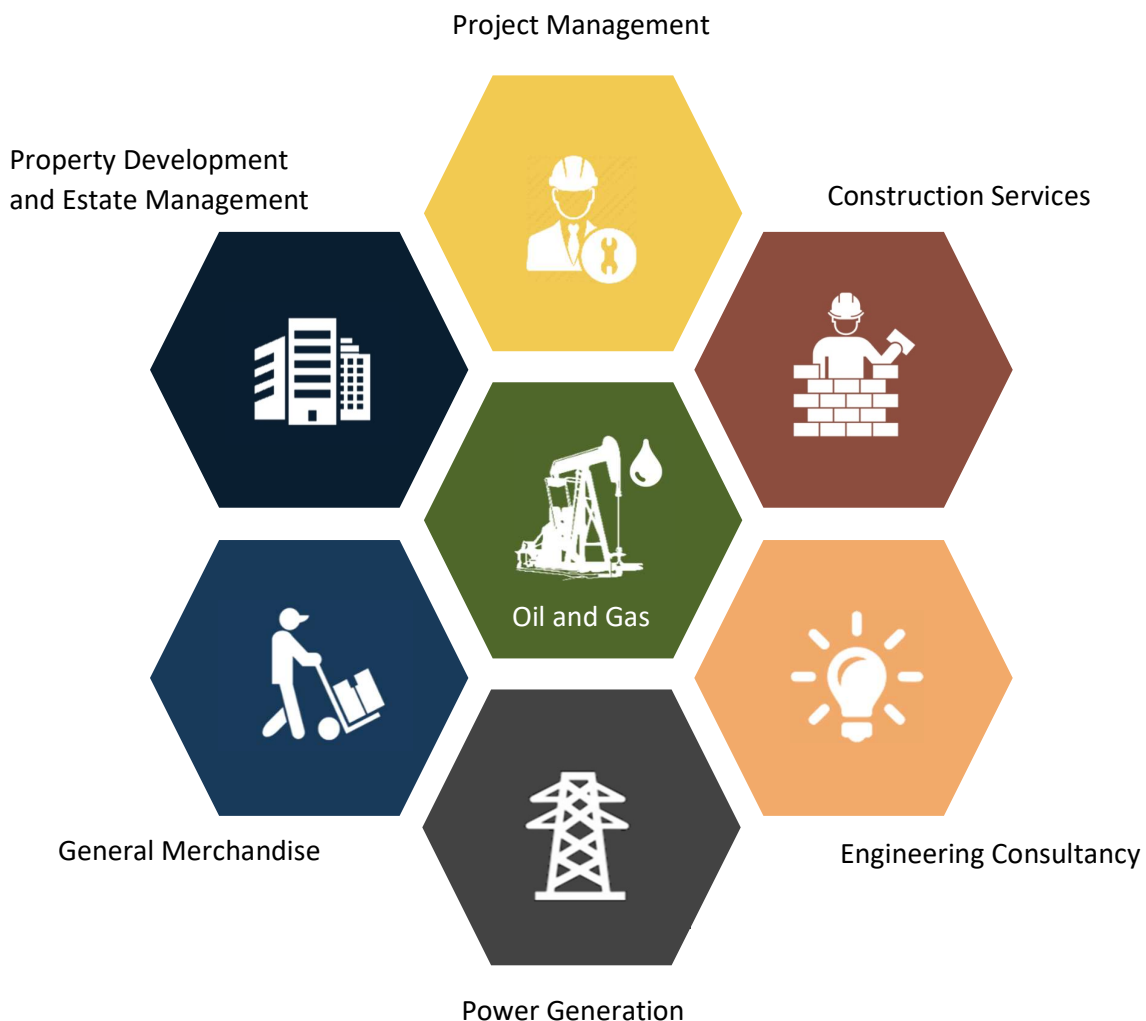 Project Management
Property Development
and Estate Management
Construction Services
Oil and Gas
General Merchandise
Engineering Consultancy
Power Generation